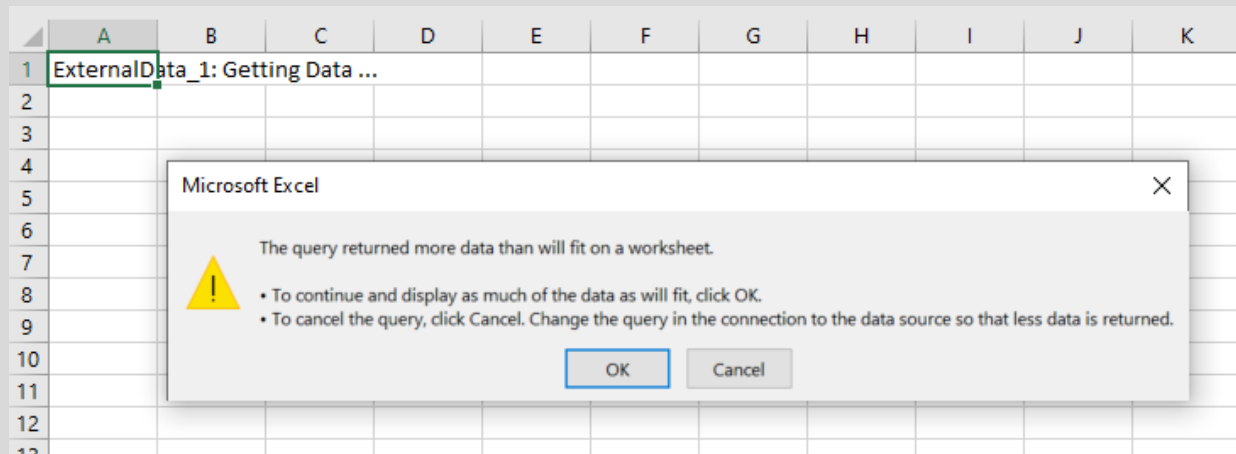 A B C D E F G H I J K
1 ExternalData_1: Getting Data ...
2
3
4
Microsoft Excel
5
6
The query returned more data than will fit on a worksheet.
7
8 • To continue and display as much of the data as will fit, click OK.
9 • To cancel the query, click Cancel. Change the query in the connection to the data source so that less data is returned.
10
OK Cancel
11
12
13